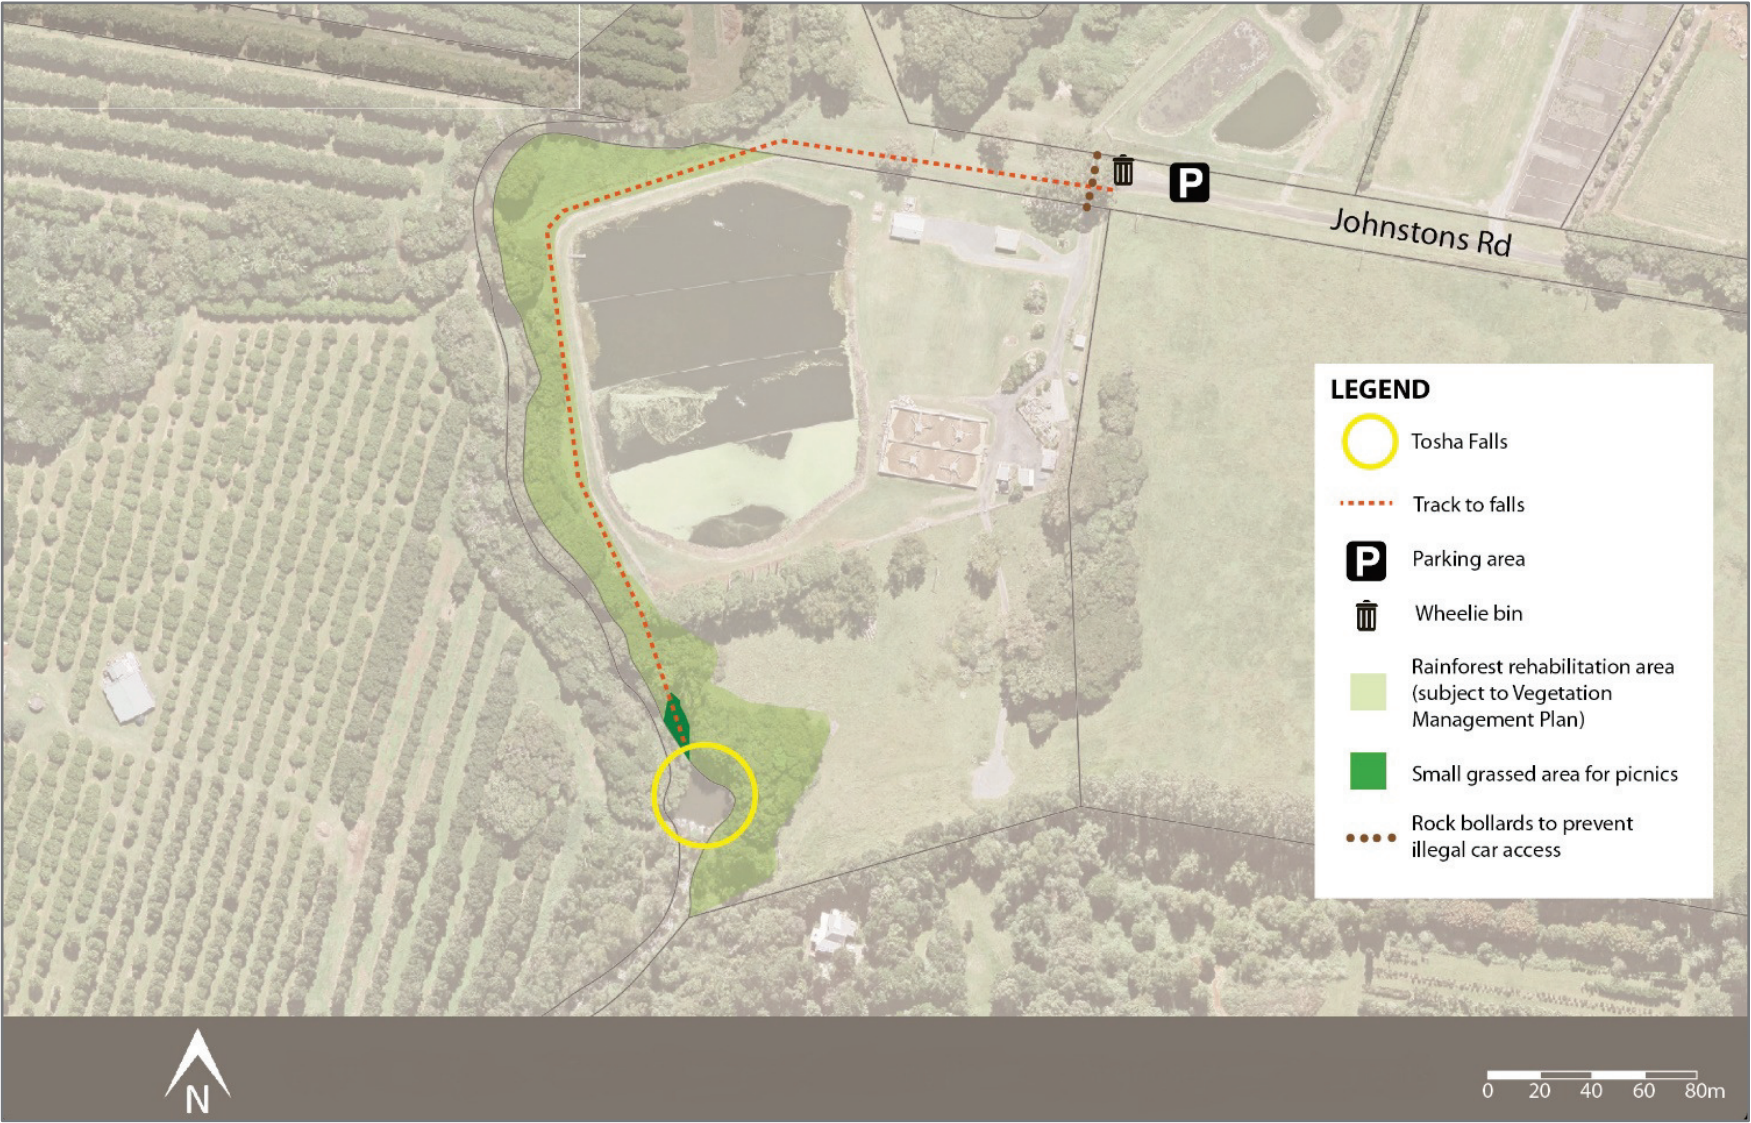 P
Johnstons Rd
LEGEND
Tosha Falls
Track to falls
P
Parking area
Wheelie bin
Rainforest rehabilitation area
(subject to Vegetation
Management Plan)
Small grassed area for picnics
Rock bollards to prevent
illegal car access
N
0 20 40 60 80m